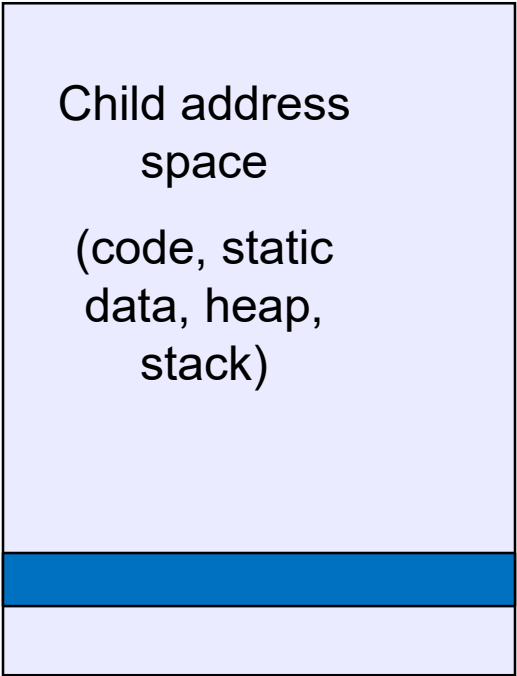 Child address
space
(code, static
data, heap,
stack)